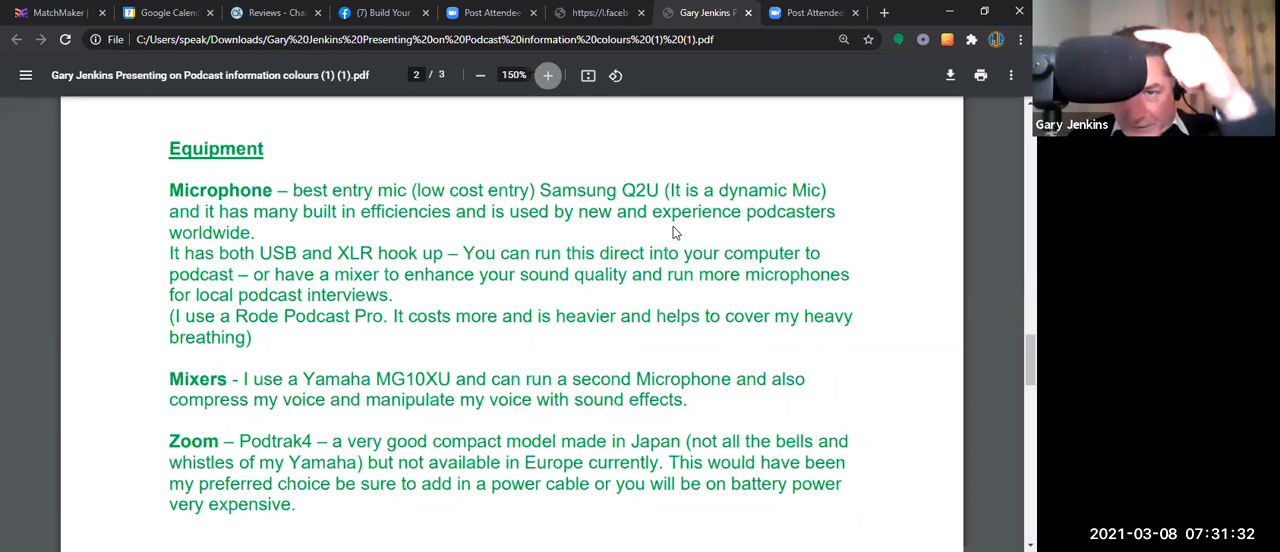 MatchMaker
Google Calen
Reviews - Cha
(7) Build Your
Post Attende
https://l.faceb
Gary Jenkins P
Post Attende
File
C:/Users/speak/Downloads/Gary%20Jenkins%20Presenting%20on%20Podcast%20information%20colours%20(1)%20(1).pdf
Gary Jenkins Presenting on Podcast information colours (1) (1).pdf
2 / 3
150%
Equipment
Microphone – best entry mic (low cost entry) Samsung Q2U (It is a dynamic Mic)
and it has many built in efficiencies and is used by new and experience podcasters
worldwide.
It has both USB and XLR hook up – You can run this direct into your computer to
podcast – or have a mixer to enhance your sound quality and run more microphones
for local podcast interviews.
(I use a Rode Podcast Pro. It costs more and is heavier and helps to cover my heavy
breathing)
Mixers - I use a Yamaha MG10XU and can run a second Microphone and also
compress my voice and manipulate my voice with sound effects.
Zoom – Podtrak4 – a very good compact model made in Japan (not all the bells and
whistles of my Yamaha) but not available in Europe currently. This would have been
my preferred choice be sure to add in a power cable or you will be on battery power
very expensive.
Gary Jenkins
2021-03-08 07:31:32